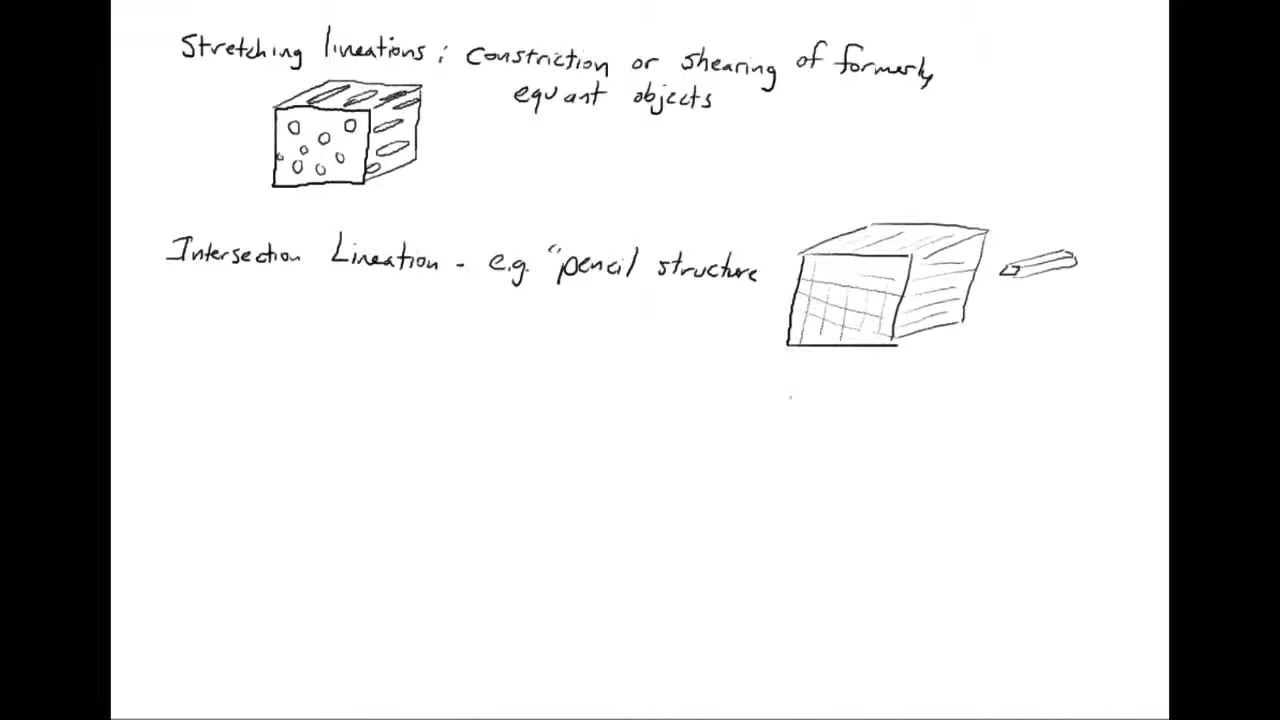 Stretching lineations: constriction or shearing of formerly
equant objects
Intersection Lineation - e.g. "pencil structure